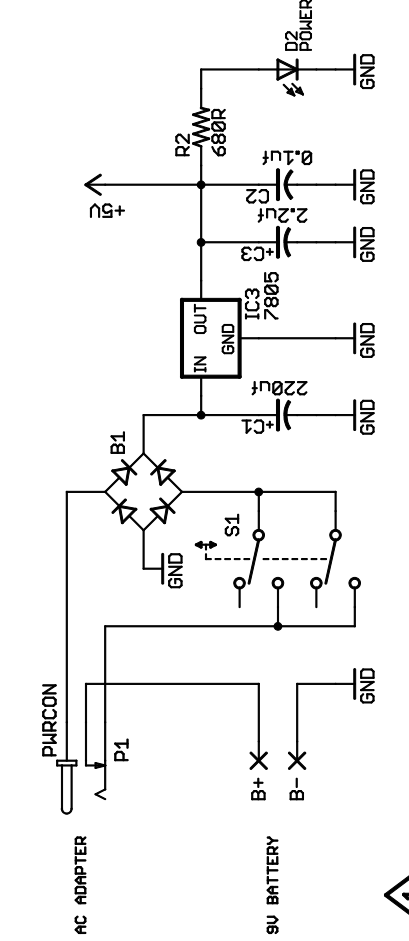 AC ADAPTER
PWRCON
P1
9V BATTERY
B+
B-
GND
GND
B1
S1
C1
+
220uf
GND
IN
OUT
GND
IC3
7805
GND
+5V
C3
+
2.2uf
GND
C2
0.1uf
GND
R2
680R
D2
POWER
GND